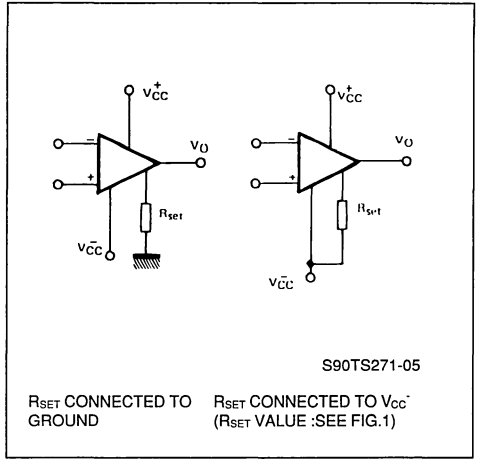 V+CC
V+CC
−
VO
−
VO
+
+
Rset
Rset
V−CC
V−CC
S90TS271-05
RSET CONNECTED TO
GROUND
RSET CONNECTED TO VCC-
(RSET VALUE :SEE FIG.1)